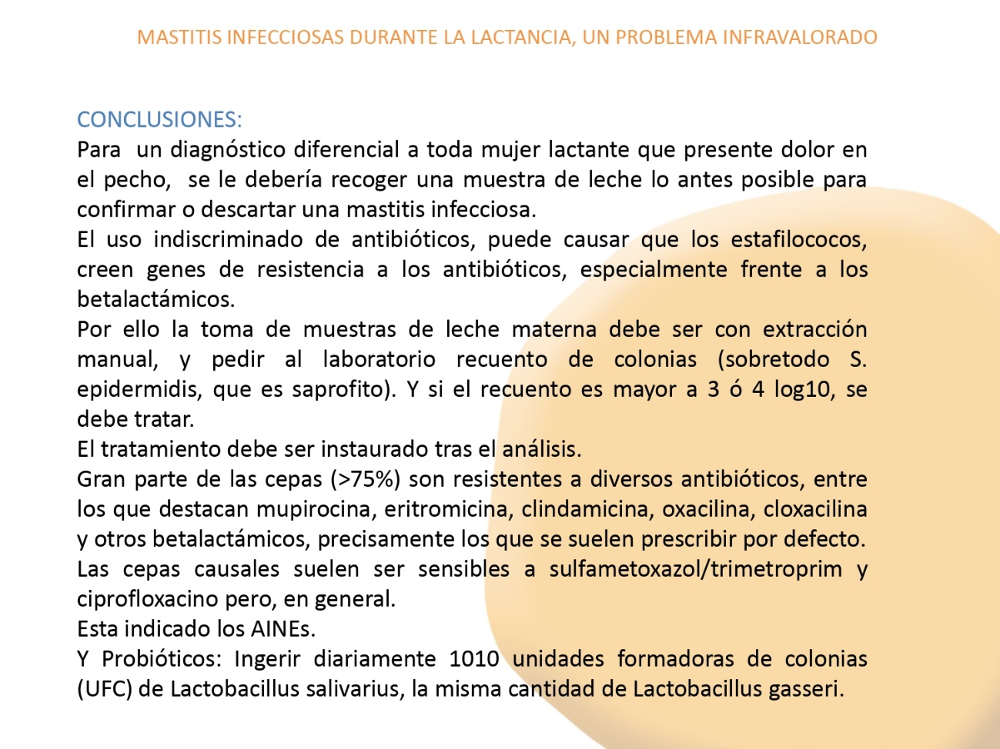 MASTITIS INFECCIOSAS DURANTE LA LACTANCIA, UN PROBLEMA INFRAVALORADO
CONCLUSIONES:
Para un diagnóstico diferencial a toda mujer lactante que presente dolor en
el pecho, se le debería recoger una muestra de leche lo antes posible para
confirmar o descartar una mastitis infecciosa.
El uso indiscriminado de antibióticos, puede causar que los estafilococos,
creen genes de resistencia a los antibióticos, especialmente frente a los
betalactámicos.
Por ello la toma de muestras de leche materna debe ser con extracción
manual, y pedir al laboratorio recuento de colonias (sobretodo S.
epidermidis, que es saprofito). Y si el recuento es mayor a 3 ó 4 log10, se
debe tratar.
El tratamiento debe ser instaurado tras el análisis.
Gran parte de las cepas (>75%) son resistentes a diversos antibióticos, entre
los que destacan mupirocina, eritromicina, clindamicina, oxacilina, cloxacilina
y otros betalactámicos, precisamente los que se suelen prescribir por defecto.
Las cepas causales suelen ser sensibles a sulfametoxazol/trimetroprim y
ciprofloxacino pero, en general.
Esta indicado los AINEs.
Y Probióticos: Ingerir diariamente 1010 unidades formadoras de colonias
(UFC) de Lactobacillus salivarius, la misma cantidad de Lactobacillus gasseri.